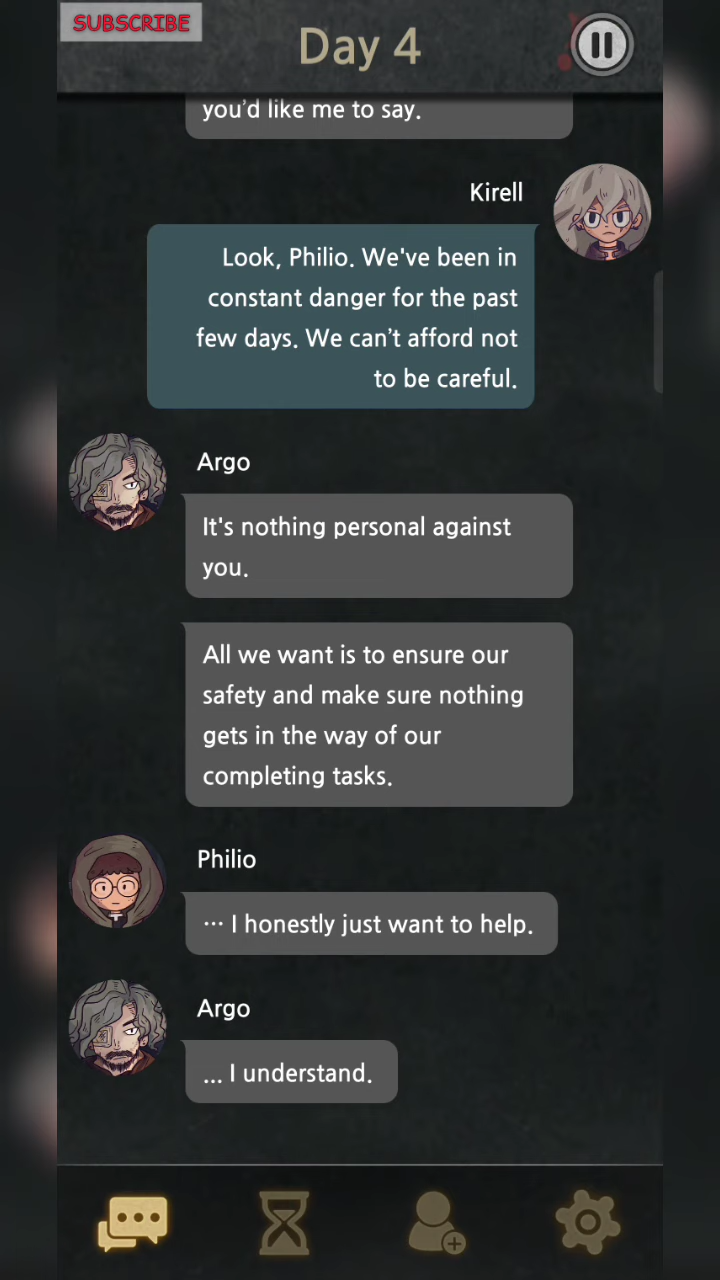 SUBSCRIBE
Day 4
you'd like me to say.
Kirell
Look, Philio. We've been in
constant danger for the past
few days. We can't afford not
to be careful.
Argo
It's nothing personal against
you.
All we want is to ensure our
safety and make sure nothing
gets in the way of our
completing tasks.
Philio
··· I honestly just want to help.
Argo
... I understand.